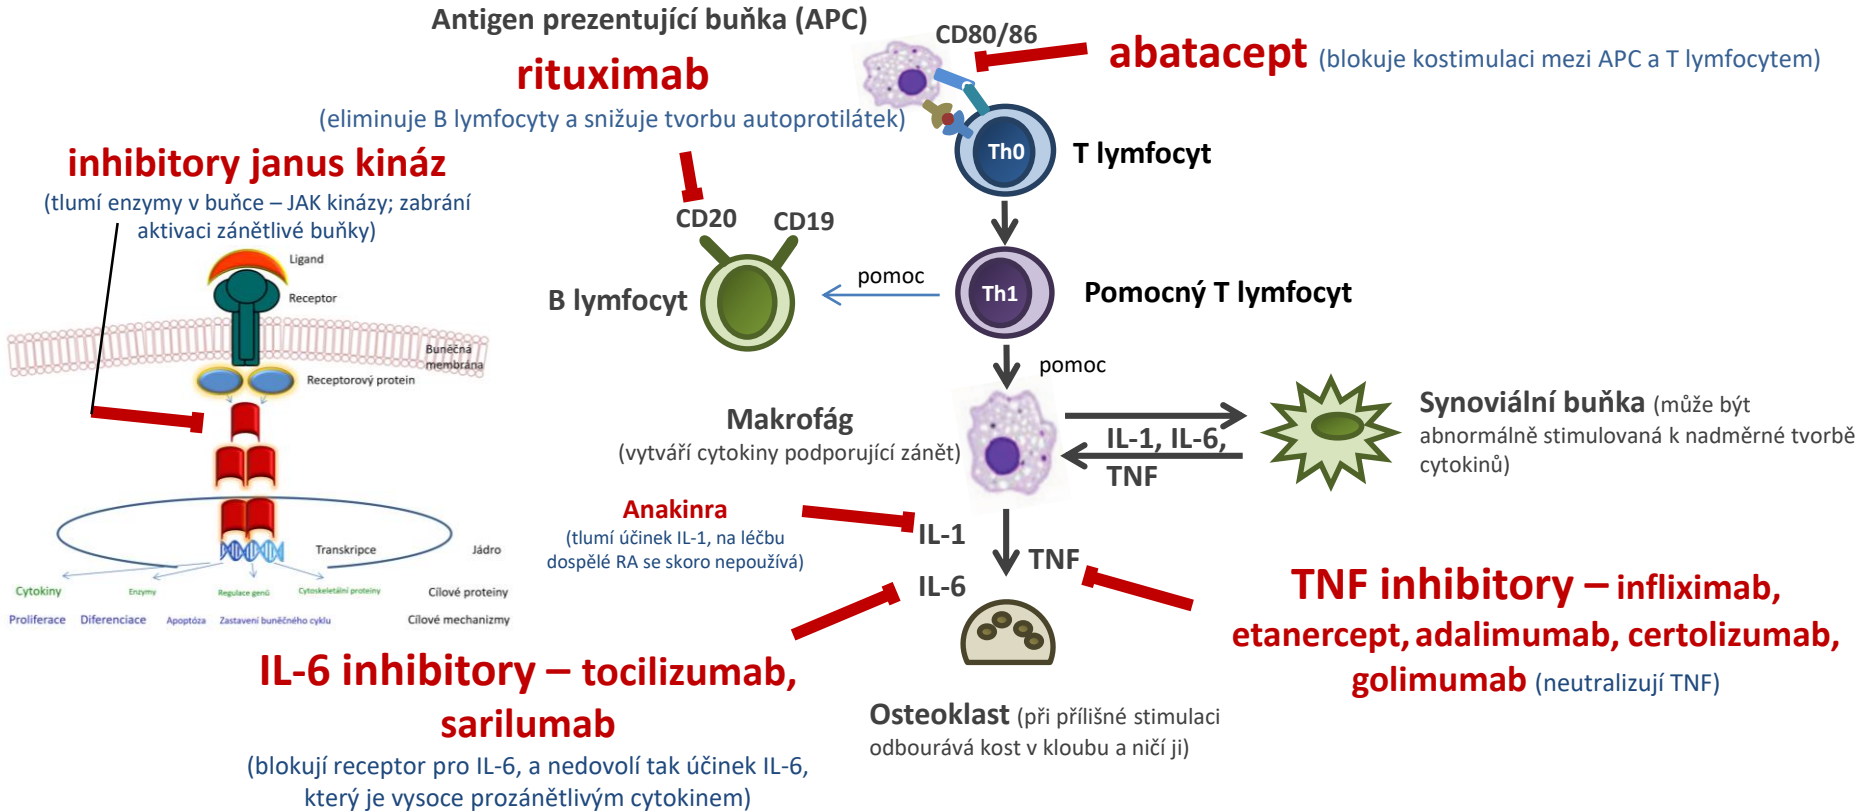 Antigen prezentující buňka (APC)
CD80/86
abatacept (blokuje kostimulaci mezi APC a T lymfocytem)
rituximab
(eliminuje B lymfocyty a snižuje tvorbu autoprotilátek)
Th0
T lymfocyt
inhibitory janus kináz
(tlumí enzymy v buňce – JAK kinázy; zabrání
aktivaci zánětlivé buňky)
CD20
CD19
Ligand
Receptor
B lymfocyt
pomoc
Th1
Pomocný T lymfocyt
Buněčná
membrána
Receptorový protein
pomoc
Makrofág
(vytváří cytokiny podporující zánět)
IL-1, IL-6,
TNF
Synoviální buňka (může být
abnormálně stimulovaná k nadměrné tvorbě
cytokinů)
Anakinra
(tlumí účinek IL-1, na léčbu
dospělé RA se skoro nepoužívá)
IL-1
TNF
IL-6
Transkripce
Jádro
Cytokiny
Enzymy
Regulace genů
Cytoskeletální proteiny
Cílové proteiny
Proliferace
Diferenciace
Apoptóza
Zastavení buněčného cyklu
Cílové mechanizmy
TNF inhibitory – infliximab,
etanercept, adalimumab, certolizumab,
golimumab (neutralizují TNF)
IL-6 inhibitory – tocilizumab,
sarilumab
(blokují receptor pro IL-6, a nedovolí tak účinek IL-6,
který je vysoce prozánětlivým cytokinem)
Osteoklast (při přílišné stimulaci
odbourává kost v kloubu a ničí ji)